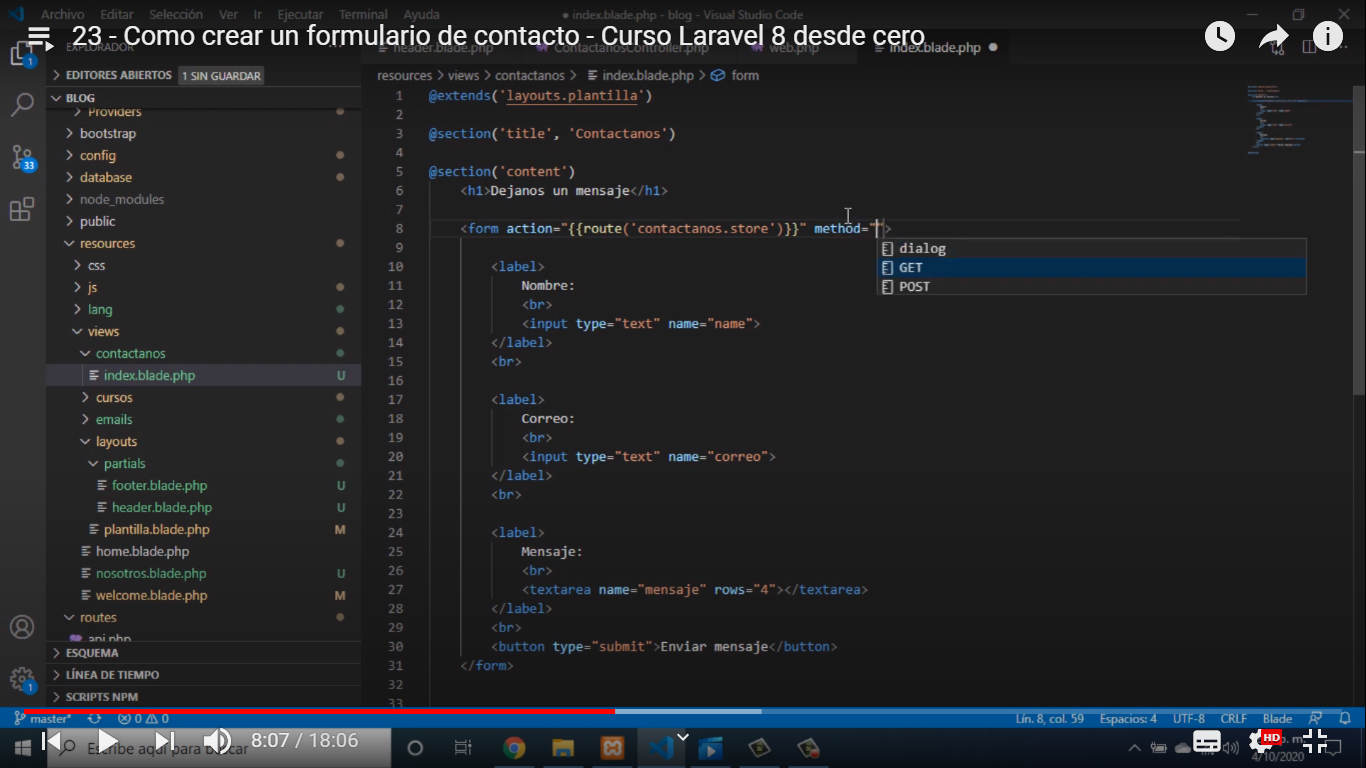 Archivo Editar Selección Ver Ir Ejecutar Terminal Ayuda
● index.blade.php - blog - Visual Studio Code
23 - Como crear un formulario de contacto - Curso Laravel 8 desde cero
EXPLORADOR
header.blade.php
ContactanosController.php
web.php
index.blade.php
EDITORES ABIERTOS 1 SIN GUARDAR
BLOG
Providers
bootstrap
config
database
node_modules
public
resources
css
js
lang
views
contactanos
index.blade.php U
cursos
emails
layouts
partials
footer.blade.php U
header.blade.php U
plantilla.blade.php M
home.blade.php
nosotros.blade.php U
welcome.blade.php M
routes
api.php
ESQUEMA
LÍNEA DE TIEMPO
SCRIPTS NPM
1
33
1
resources > views > contactanos > index.blade.php > form
1 @extends('layouts.plantilla')
2
3 @section('title', 'Contactanos')
4
5 @section('content')
6 <h1>Dejanos un mensaje</h1>
7
8 <form action="{{route('contactanos.store')}}" method="">
dialog
GET
POST
9
10 <label>
11 Nombre:
12 <br>
13 <input type="text" name="name">
14 </label>
15 <br>
16
17 <label>
18 Correo:
19 <br>
20 <input type="text" name="correo">
21 </label>
22 <br>
23
24 <label>
25 Mensaje:
26 <br>
27 <textarea name="mensaje" rows="4"></textarea>
28 </label>
29 <br>
30 <button type="submit">Enviar mensaje</button>
31 </form>
32
33
master* 0 0
Lín. 8, col. 59 Espacios: 4 UTF-8 CRLF Blade
Escribe aquí para buscar
8:07 / 18:06
HD
4/10/2020